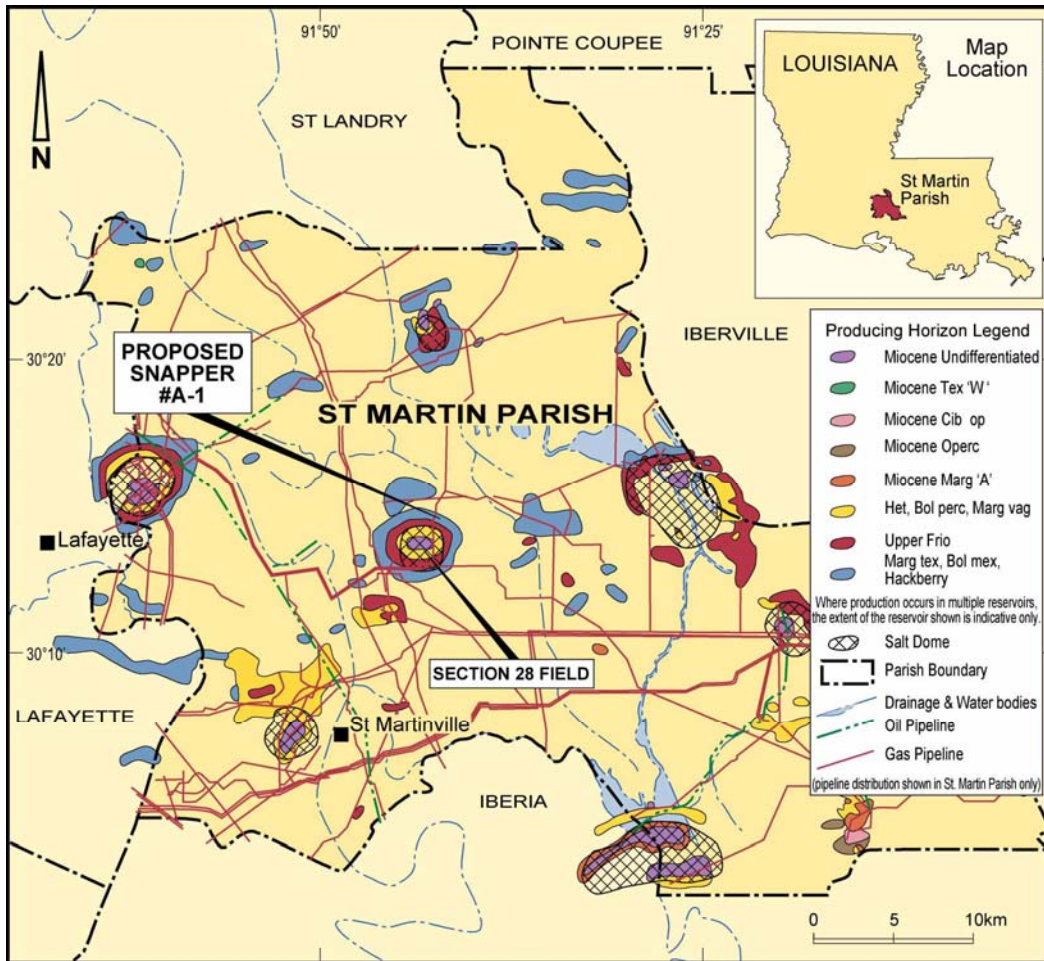 91°50'
91°25'
POINTE COUPEE
LOUISIANA
Map
Location
ST LANDRY
N
St Martin
Parish
IBERVILLE
30°20'
PROPOSED
SNAPPER
#A-1
ST MARTIN PARISH
Lafayette
SECTION 28 FIELD
30°10'
LAFAYETTE
St Martinville
IBERIA
Producing Horizon Legend
Miocene Undifferentiated
Miocene Tex 'W'
Miocene Cib op
Miocene Operc
Miocene Marg 'A'
Het, Bol perc, Marg vag
Upper Frio
Marg tex, Bol mex,
Hackberry
Where production occurs in multiple reservoirs,
the extent of the reservoir shown is indicative only.
Salt Dome
Parish Boundary
Drainage & Water bodies
Oil Pipeline
Gas Pipeline
(pipeline distribution shown in St. Martin Parish only)
0 5 10km